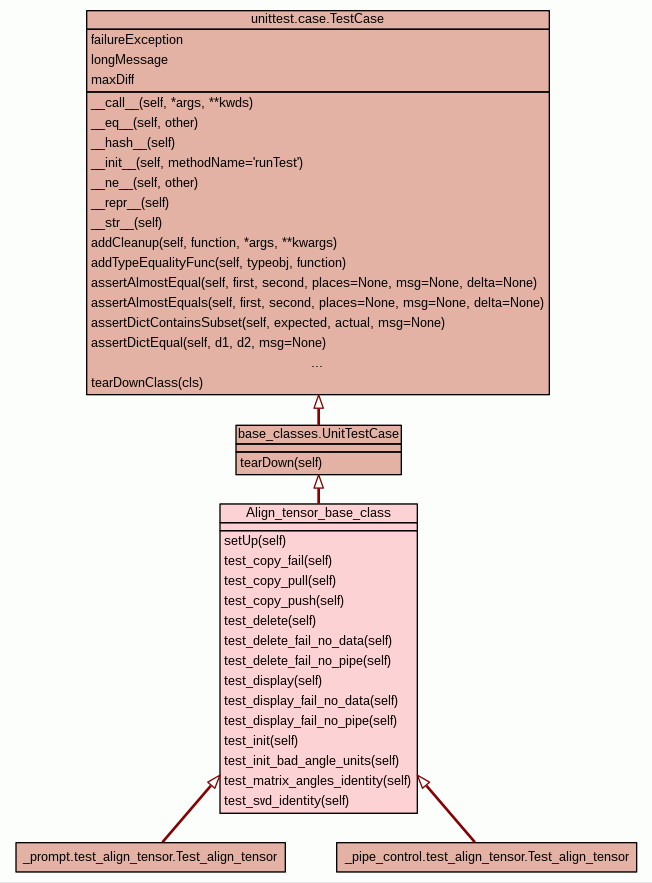 unittest.case.TestCase
failureException
longMessage
maxDiff
__call__(self, *args, **kwds)
__eq__(self, other)
__hash__(self)
__init__(self, methodName='runTest')
__ne__(self, other)
__repr__(self)
__str__(self)
addCleanup(self, function, *args, **kwargs)
addTypeEqualityFunc(self, typeobj, function)
assertAlmostEqual(self, first, second, places=None, msg=None, delta=None)
assertAlmostEquals(self, first, second, places=None, msg=None, delta=None)
assertDictContainsSubset(self, expected, actual, msg=None)
assertDictEqual(self, d1, d2, msg=None)
...
tearDownClass(cls)
base_classes.UnitTestCase
tearDown(self)
Align_tensor_base_class
setUp(self)
test_copy_fail(self)
test_copy_pull(self)
test_copy_push(self)
test_delete(self)
test_delete_fail_no_data(self)
test_delete_fail_no_pipe(self)
test_display(self)
test_display_fail_no_data(self)
test_display_fail_no_pipe(self)
test_init(self)
test_init_bad_angle_units(self)
test_matrix_angles_identity(self)
test_svd_identity(self)
_prompt.test_align_tensor.Test_align_tensor
_pipe_control.test_align_tensor.Test_align_tensor